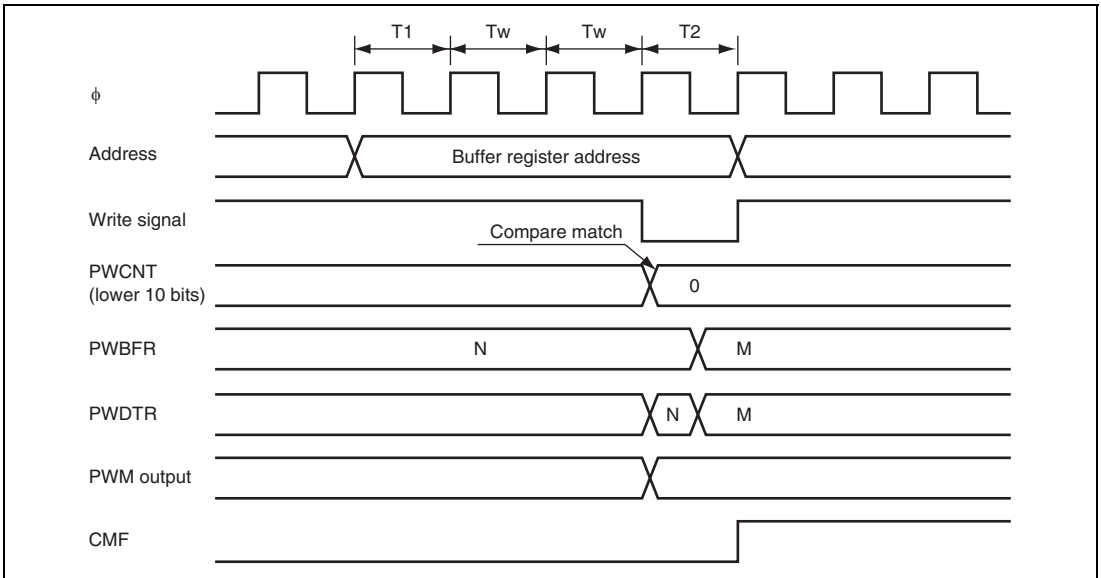 T1 Tw Tw T2
ϕ
Address Buffer register address
Write signal
Compare match
PWCNT
(lower 10 bits) 0
PWBFR N M
PWDTR N M
PWM output
CMF